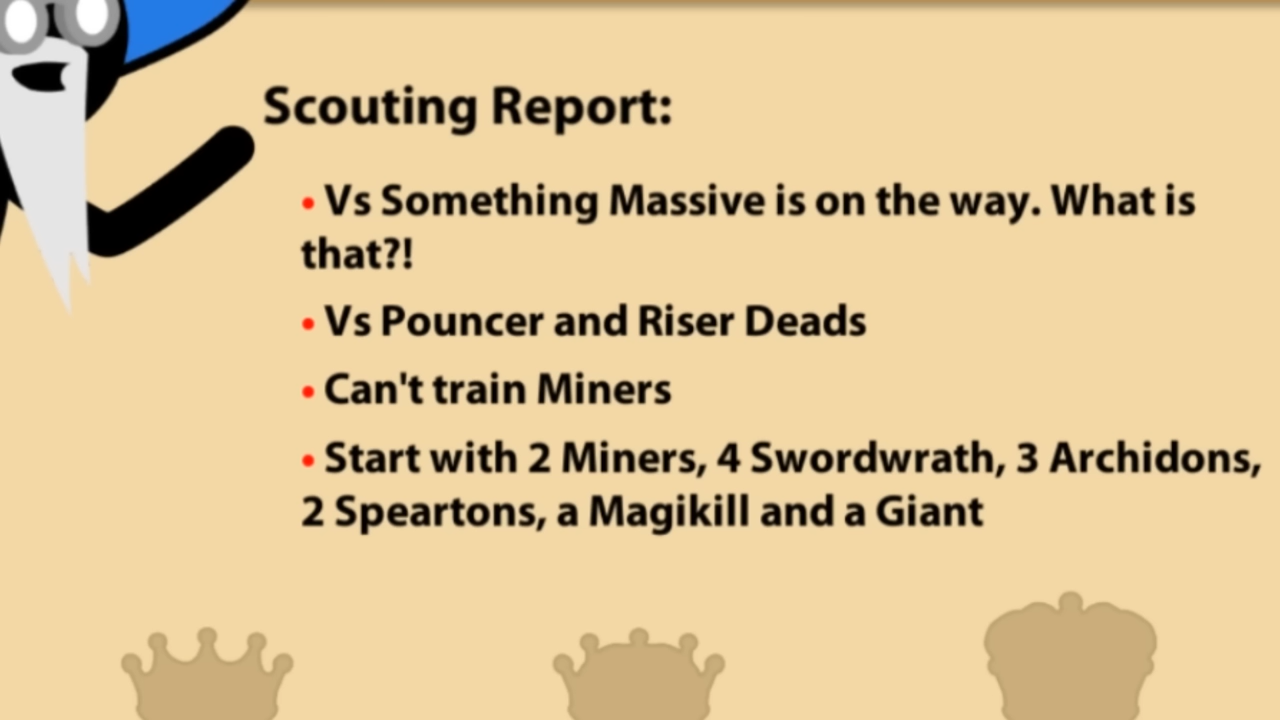 Scouting Report:
• Vs Something Massive is on the way. What is
that?!
• Vs Pouncer and Riser Deads
• Can't train Miners
• Start with 2 Miners, 4 Swordwrath, 3 Archidons,
2 Speartons, a Magikill and a Giant